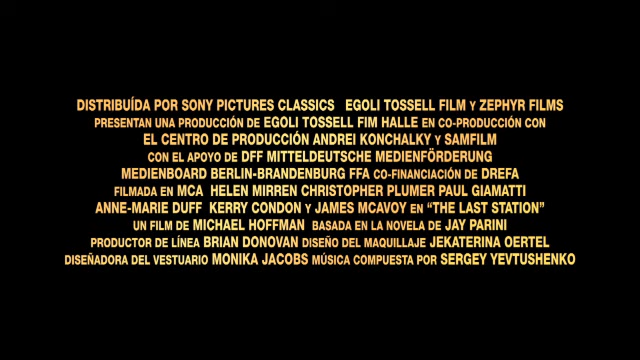 DISTRIBUÍDA POR SONY PICTURES CLASSICS EGOLI TOSSELL FILM Y ZEPHYR FILMS
PRESENTAN UNA PRODUCCIÓN DE EGOLI TOSSELL FIM HALLE EN CO-PRODUCCIÓN CON
EL CENTRO DE PRODUCCIÓN ANDREI KONCHALKY Y SAMFILM
CON EL APOYO DE DFF MITTELDEUTSCHE MEDIENFÖRDERUNG
MEDIENBOARD BERLIN-BRANDENBURG FFA CO-FINANCIACIÓN DE DREFA
FILMADA EN MCA HELEN MIRREN CHRISTOPHER PLUMER PAUL GIAMATTI
ANNE-MARIE DUFF KERRY CONDON Y JAMES MCAVOY EN “THE LAST STATION”
UN FILM DE MICHAEL HOFFMAN BASADA EN LA NOVELA DE JAY PARINI
PRODUCTOR DE LÍNEA BRIAN DONOVAN DISEÑO DEL MAQUILLAJE JEKATERINA OERTEL
DISEÑADORA DEL VESTUARIO MONIKA JACOBS MÚSICA COMPUESTA POR SERGEY YEVTUSHENKO